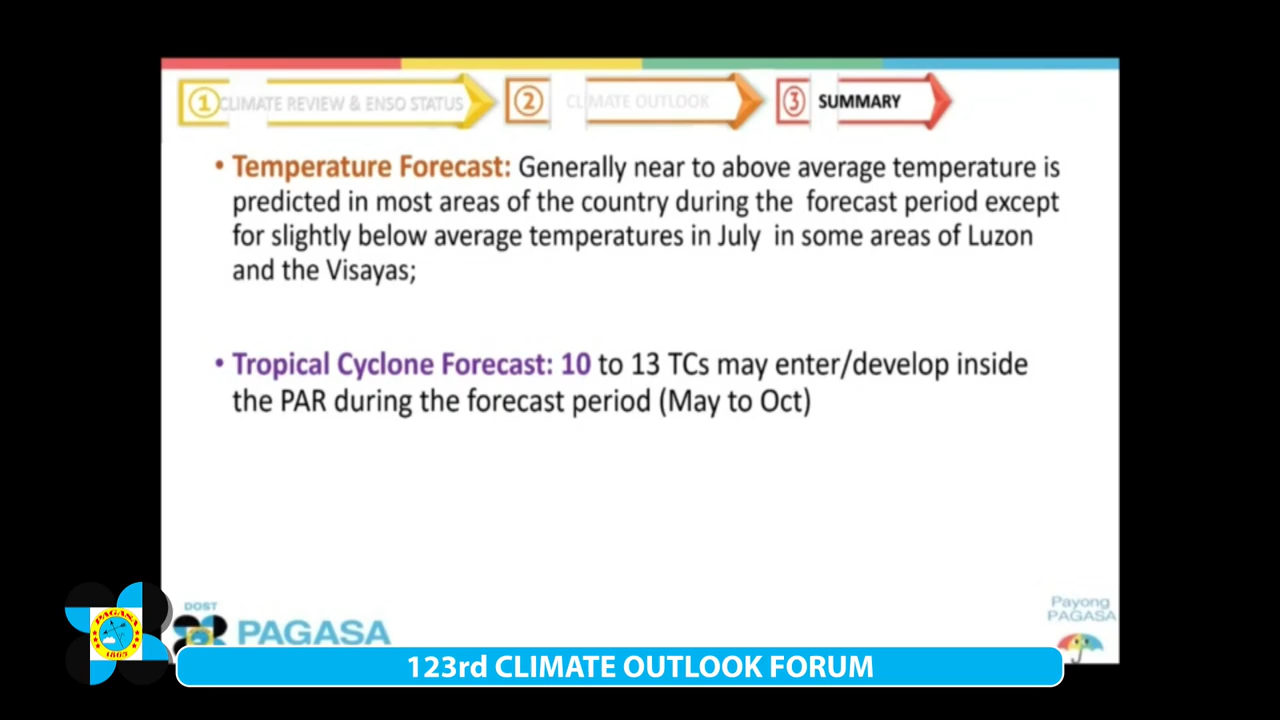 1 CLIMATE REVIEW & ENSO STATUS 2 CLIMATE OUTLOOK 3 SUMMARY
• Temperature Forecast: Generally near to above average temperature is
predicted in most areas of the country during the forecast period except
for slightly below average temperatures in July in some areas of Luzon
and the Visayas;
• Tropical Cyclone Forecast: 10 to 13 TCs may enter/develop inside
the PAR during the forecast period (May to Oct)
DOST
PAGASA
Payong
PAGASA
PAGASA
1865
123rd CLIMATE OUTLOOK FORUM